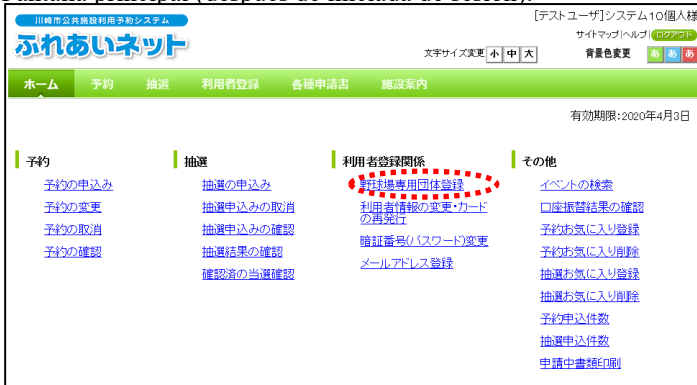 Pantalla principal (después de iniciada de sesión).
川崎市公共施設利用予約システム
[テストユーザ]システム10個人様
ふれあいネット
サイトマップ|ヘルプ|ログアウト
文字サイズ変更 小 中 大 背景色変更 あ あ あ
ホーム 予約 抽選 利用者登録 各種申請書 施設案内
有効期限:2020年4月3日
予約
予約の申込み
予約の変更
予約の取消
予約の確認
抽選
抽選の申込み
抽選申込みの取消
抽選申込みの確認
抽選結果の確認
確認済の当選確認
利用者登録関係
野球場専用団体登録
利用者情報の変更・カード
の再発行
暗証番号(パスワード)変更
メールアドレス登録
その他
イベントの検索
口座振替結果の確認
予約お気に入り登録
予約お気に入り削除
抽選お気に入り登録
抽選お気に入り削除
予約申込件数
抽選申込件数
申請中書類印刷